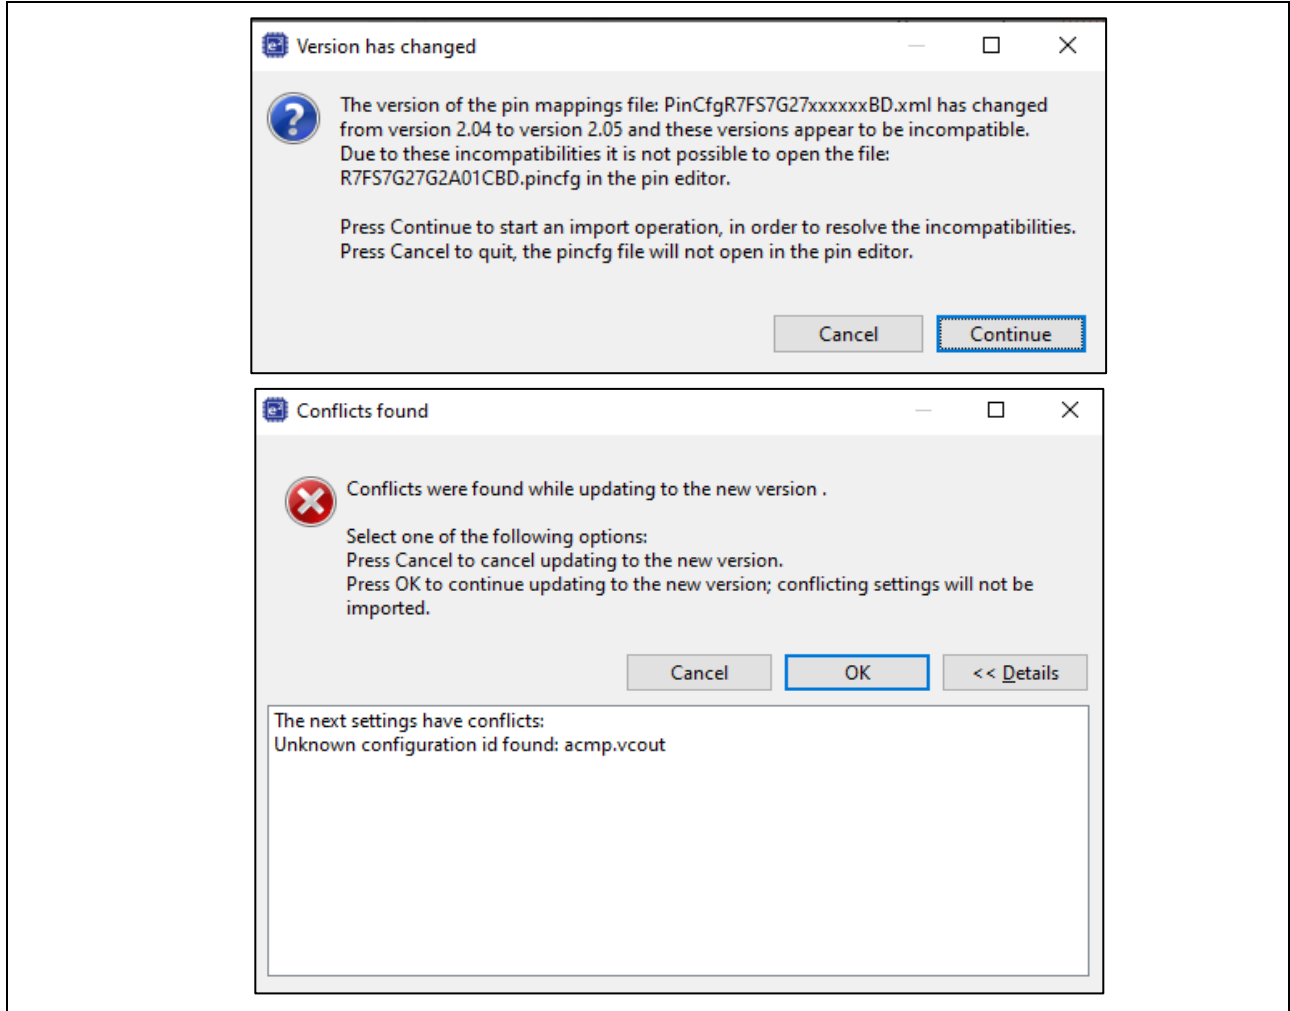 Version has changed
The version of the pin mappings file: PinCfgR7FS7G27xxxxxxBD.xml has changed
from version 2.04 to version 2.05 and these versions appear to be incompatible.
Due to these incompatibilities it is not possible to open the file:
R7FS7G27G2A01CBD.pincfg in the pin editor.
Press Continue to start an import operation, in order to resolve the incompatibilities.
Press Cancel to quit, the pincfg file will not open in the pin editor.
Cancel Continue
Conflicts found
Conflicts were found while updating to the new version .
Select one of the following options:
Press Cancel to cancel updating to the new version.
Press OK to continue updating to the new version; conflicting settings will not be
imported.
Cancel OK << Details
The next settings have conflicts:
Unknown configuration id found: acmp.vcout